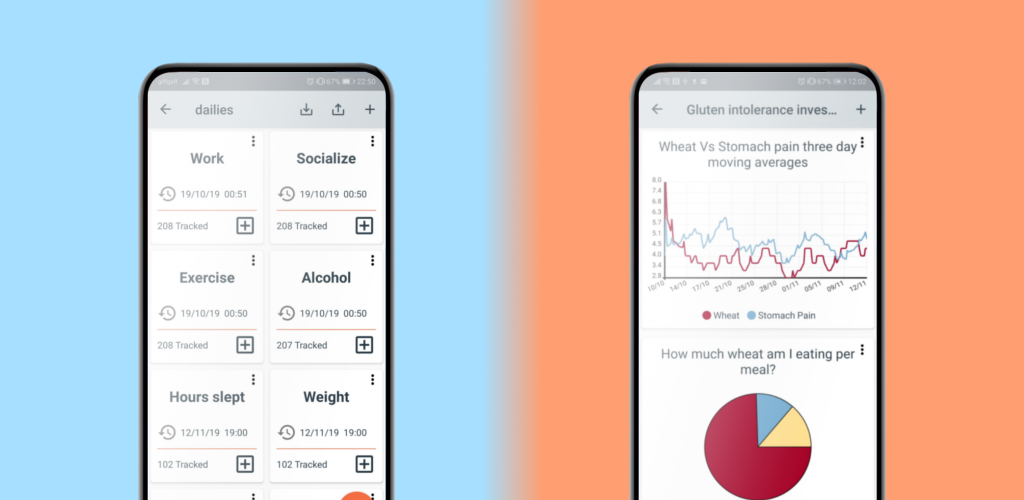 67% 22:50
dailies
Work
19/10/19 00:51
208 Tracked
Socialize
19/10/19 00:50
208 Tracked
Exercise
19/10/19 00:50
208 Tracked
Alcohol
19/10/19 00:50
207 Tracked
Hours slept
12/11/19 19:00
102 Tracked
Weight
12/11/19 19:00
102 Tracked
67% 12:02
Gluten intolerance inves...
Wheat Vs Stomach pain three day
moving averages
8.0
7.4
6.8
6.3
5.7
5.1
4.5
4.0
3.4
2.8
10/10 14/10 17/10 21/10 25/10 28/10 01/11 05/11 09/11 12/11
Wheat Stomach Pain
How much wheat am I eating per
meal?